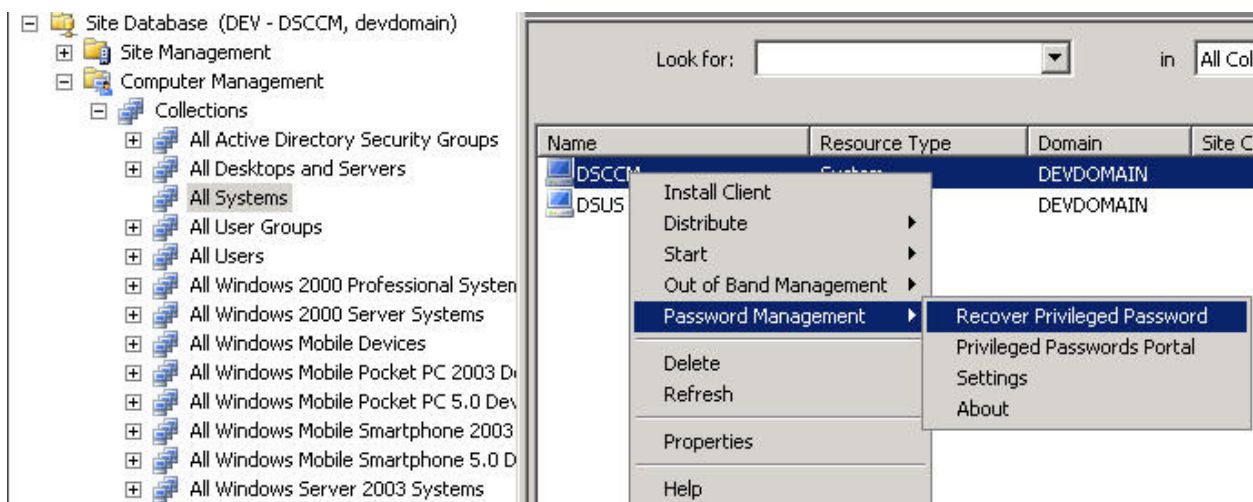 Site Database (DEV - DSCCM, devdomain)
Site Management
Computer Management
Collections
All Active Directory Security Groups
All Desktops and Servers
All Systems
All User Groups
All Users
All Windows 2000 Professional System
All Windows 2000 Server Systems
All Windows Mobile Devices
All Windows Mobile Pocket PC 2003
All Windows Mobile Pocket PC 5.0 Dev
All Windows Mobile Smartphone 2003
All Windows Mobile Smartphone 5.0 D
All Windows Server 2003 Systems
Look for: in All Col
Name Resource Type Domain Site C
DSCCM System DEVDOMAIN
DSUS DEVDOMAIN
Install Client
Distribute
Start
Out of Band Management
Password Management
Delete
Refresh
Properties
Help
Recover Privileged Password
Privileged Passwords Portal
Settings
About